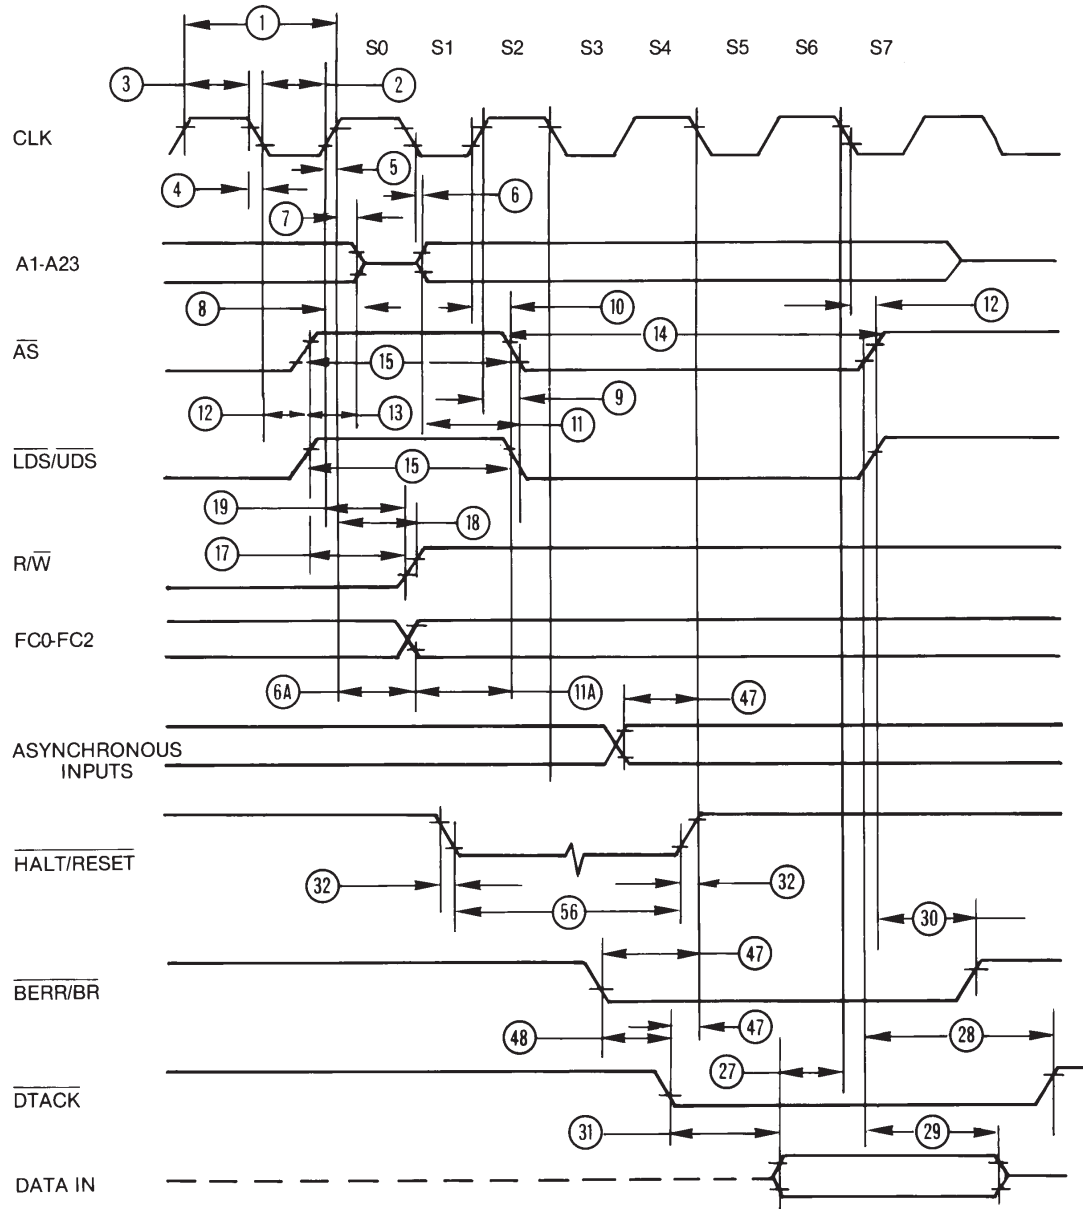 1
S0 S1 S2 S3 S4 S5 S6 S7
3 2
CLK
5
4 6
7
A1-A23
8 10 12
14
AS
15
9
12 13
11
LDS/UDS
15
19
18
17
R/W
FC0-FC2
6A 11A 47
ASYNCHRONOUS
INPUTS
HALT/RESET
32 32
56
30
47
BERR/BR
48 47 28
27
DTACK
31 29
DATA IN